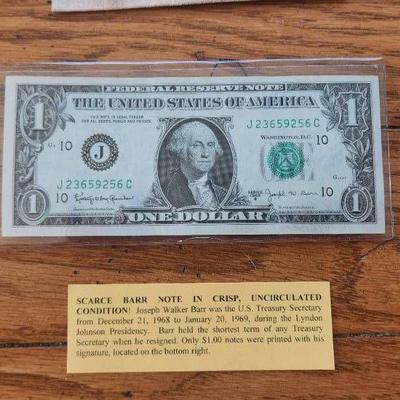 FEDERAL RESERVE NOTE
THE UNITED STATES OF AMERICA
1
1
THIS NOTE IS LEGAL TENDER
FOR ALL DEBTS, PUBLIC AND PRIVATE
J 23659256 C
WASHINGTON, D.C.
10
10
J
J 23659256 C
10
10
SERIES
1
ONE DOLLAR
1
SCARCE BARR NOTE IN CRISP, UNCIRCULATED
CONDITION! Joseph Walker Barr was the U.S. Treasury Secretary
from December 21, 1968 to January 20, 1969, during the Lyndon
Johnson Presidency. Barr held the shortest term of any Treasury
Secretary when he resigned. Only $1.00 notes were printed with his
signature, located on the bottom right.